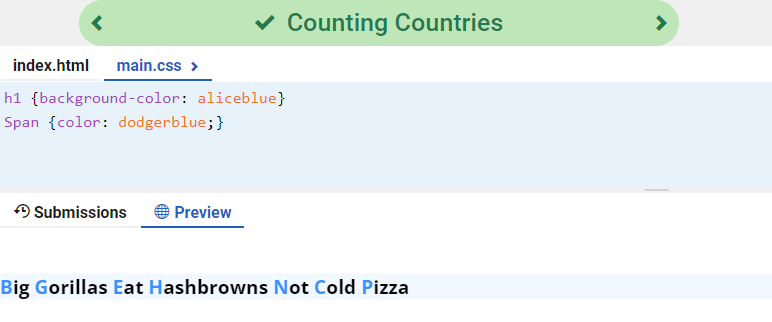 Counting Countries
index.html main.css
h1 {background-color: aliceblue}
Span {color: dodgerblue;}
Submissions Preview
Big Gorillas Eat Hashbrowns Not Cold Pizza